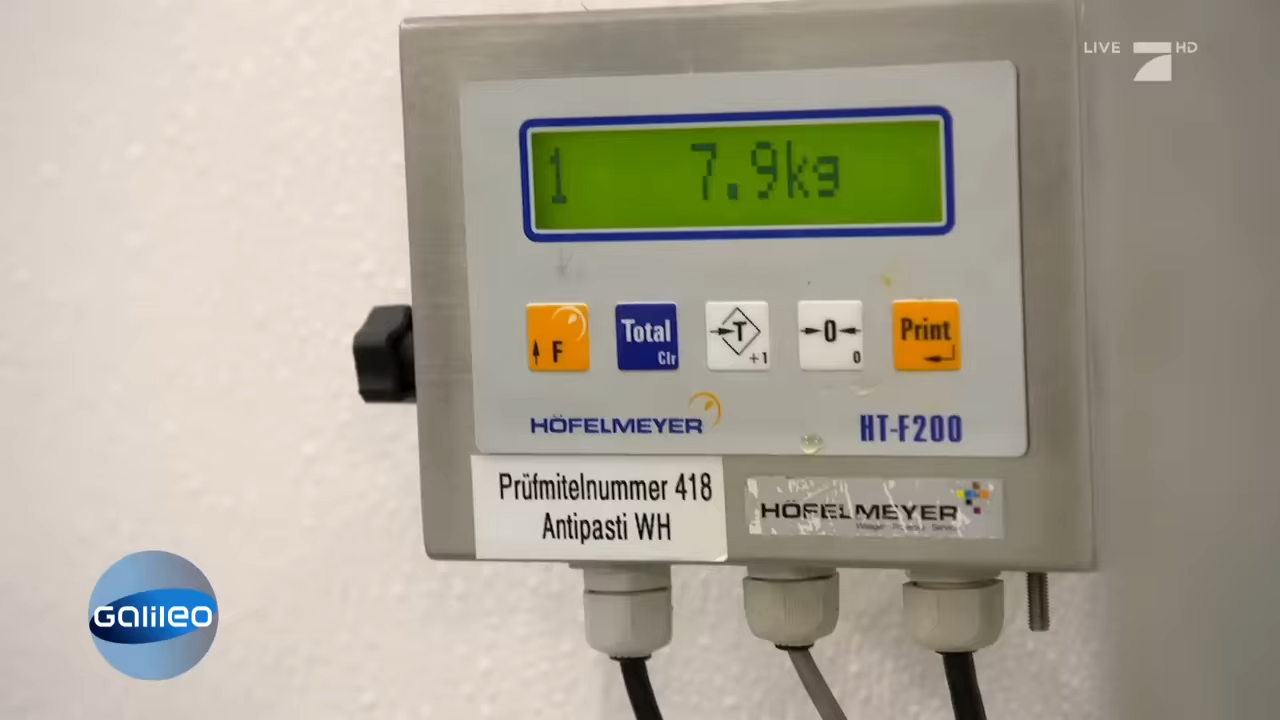 LIVE 7 HD
1 7.9kg
F
Total
Clr
T
+1
0
0
Print
HÖFELMEYER
HT-F200
Prüfmitelnummer 418
Antipasti WH
HÖFELMEYER
Galileo